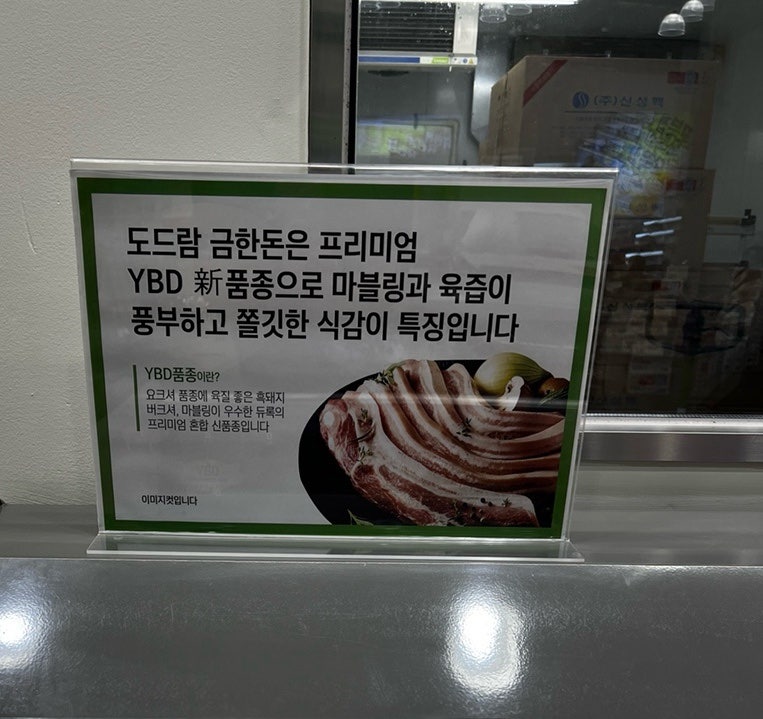 (주)신성팩
도드람 금한돈은 프리미엄
YBD 新품종으로 마블링과 육즙이
풍부하고 쫄깃한 식감이 특징입니다
YBD품종이란?
요크셔 품종에 육질 좋은 흑돼지
버크셔, 마블링이 우수한 듀록의
프리미엄 혼합 신품종입니다
이미지컷입니다